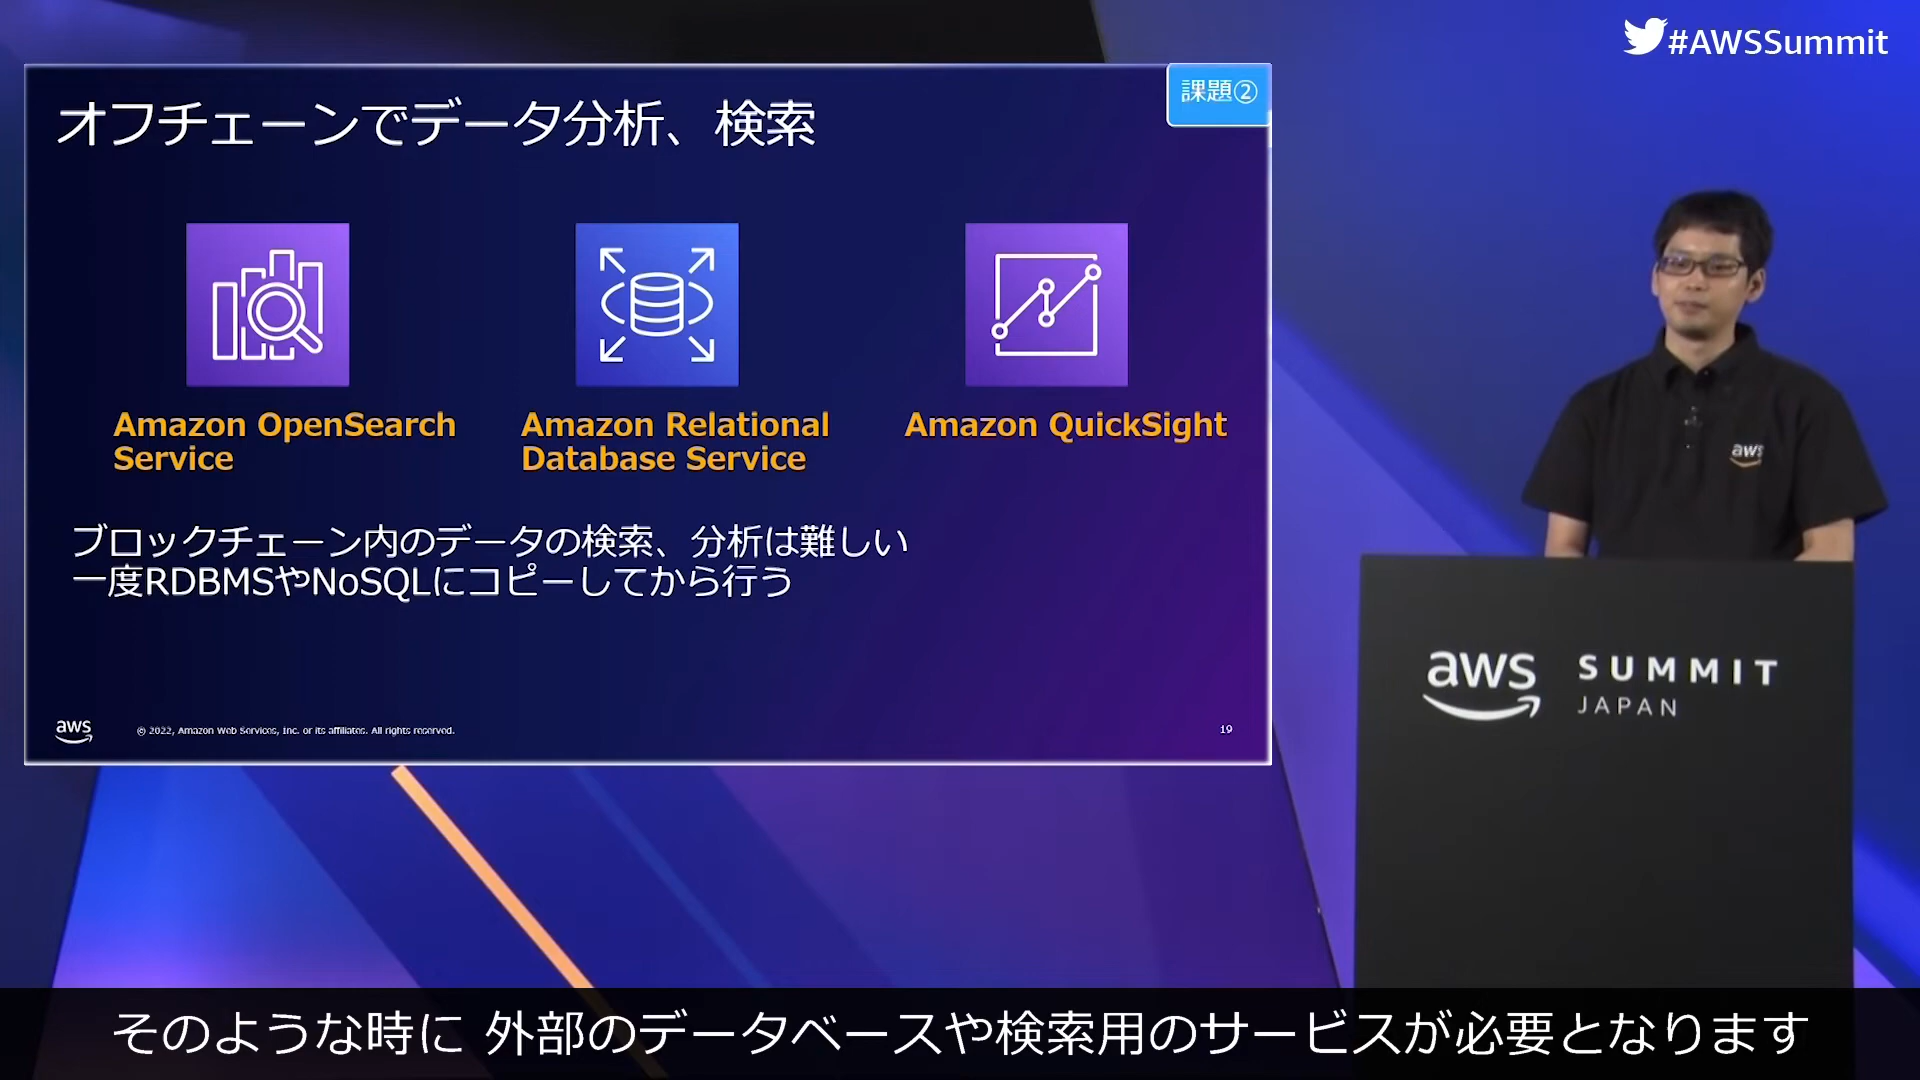 #AWSSummit
課題②
オフチェーンでデータ分析、検索
Amazon OpenSearch
Service
Amazon Relational
Database Service
Amazon QuickSight
ブロックチェーン内のデータの検索、分析は難しい
一度RDBMSやNoSQLにコピーしてから行う
aws
© 2022, Amazon Web Services, Inc. or its affiliates. All rights reserved.
19
aws
aws SUMMIT
JAPAN
そのような時に 外部のデータベースや検索用のサービスが必要となります